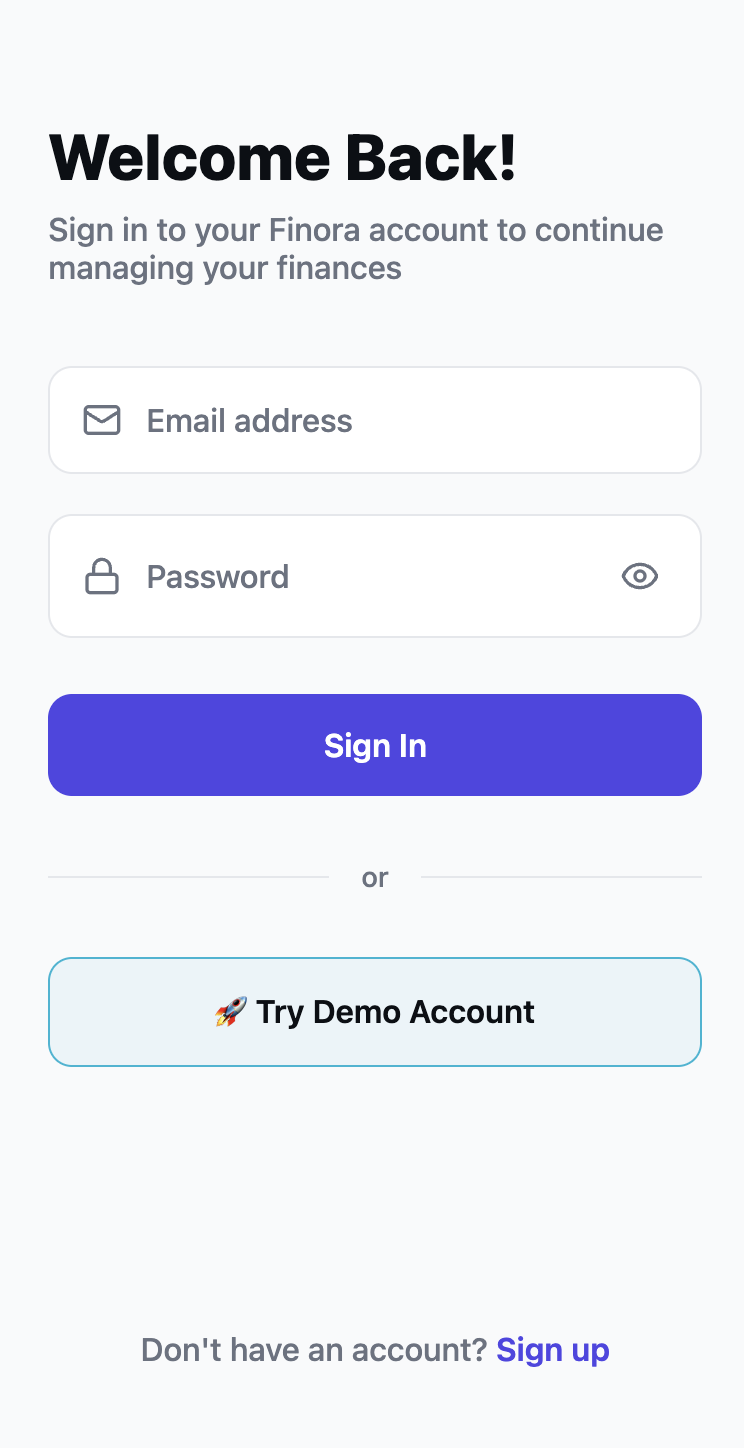 Welcome Back!
Sign in to your Finora account to continue
managing your finances
Email address
Password
Sign In
or
🚀 Try Demo Account
Don't have an account? Sign up